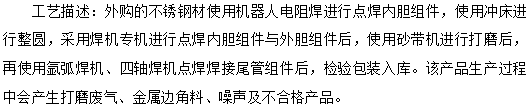 工艺描述：外购的不锈钢材使用机器人电阻焊进行点焊内胆组件，使用冲床进
行整圆，采用焊机专机进行点焊内胆组件与外胆组件后，使用砂带机进行打磨后，
再使用氩弧焊机、四轴焊机点焊焊接尾管组件后，检验包装入库。该产品生产过程
中会产生打磨废气、金属边角料、噪声及不合格产品。